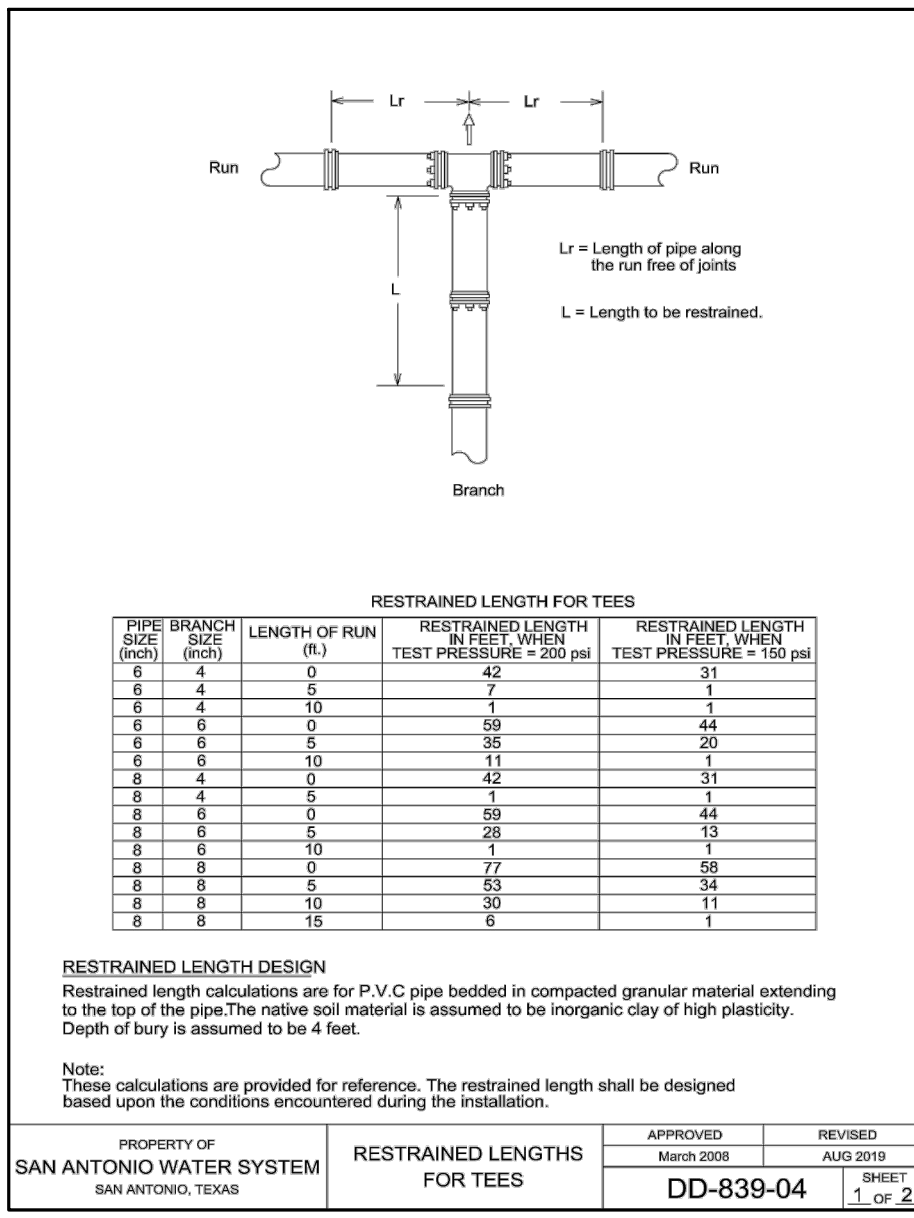 Lr Lr
Run Run
Lr = Length of pipe along
the run free of joints
L
L = Length to be restrained.
Branch
RESTRAINED LENGTH FOR TEES
PIPE SIZE (inch) BRANCH SIZE (inch) LENGTH OF RUN (ft.) RESTRAINED LENGTH IN FEET, WHEN TEST PRESSURE = 200 psi RESTRAINED LENGTH IN FEET, WHEN TEST PRESSURE = 150 psi
6 4 0 42 31
6 4 5 7 1
6 4 10 1 1
6 6 0 59 44
6 6 5 35 20
6 6 10 11 1
8 4 0 42 31
8 4 5 1 1
8 6 0 59 44
8 6 5 28 13
8 6 10 1 1
8 8 0 77 58
8 8 5 53 34
8 8 10 30 11
8 8 15 6 1
RESTRAINED LENGTH DESIGN
Restrained length calculations are for P.V.C pipe bedded in compacted granular material extending
to the top of the pipe.The native soil material is assumed to be inorganic clay of high plasticity.
Depth of bury is assumed to be 4 feet.
Note:
These calculations are provided for reference. The restrained length shall be designed
based upon the conditions encountered during the installation.
PROPERTY OF
SAN ANTONIO WATER SYSTEM
SAN ANTONIO, TEXAS
RESTRAINED LENGTHS
FOR TEES
APPROVED REVISED
March 2008 AUG 2019
DD-839-04
SHEET
1 OF 2